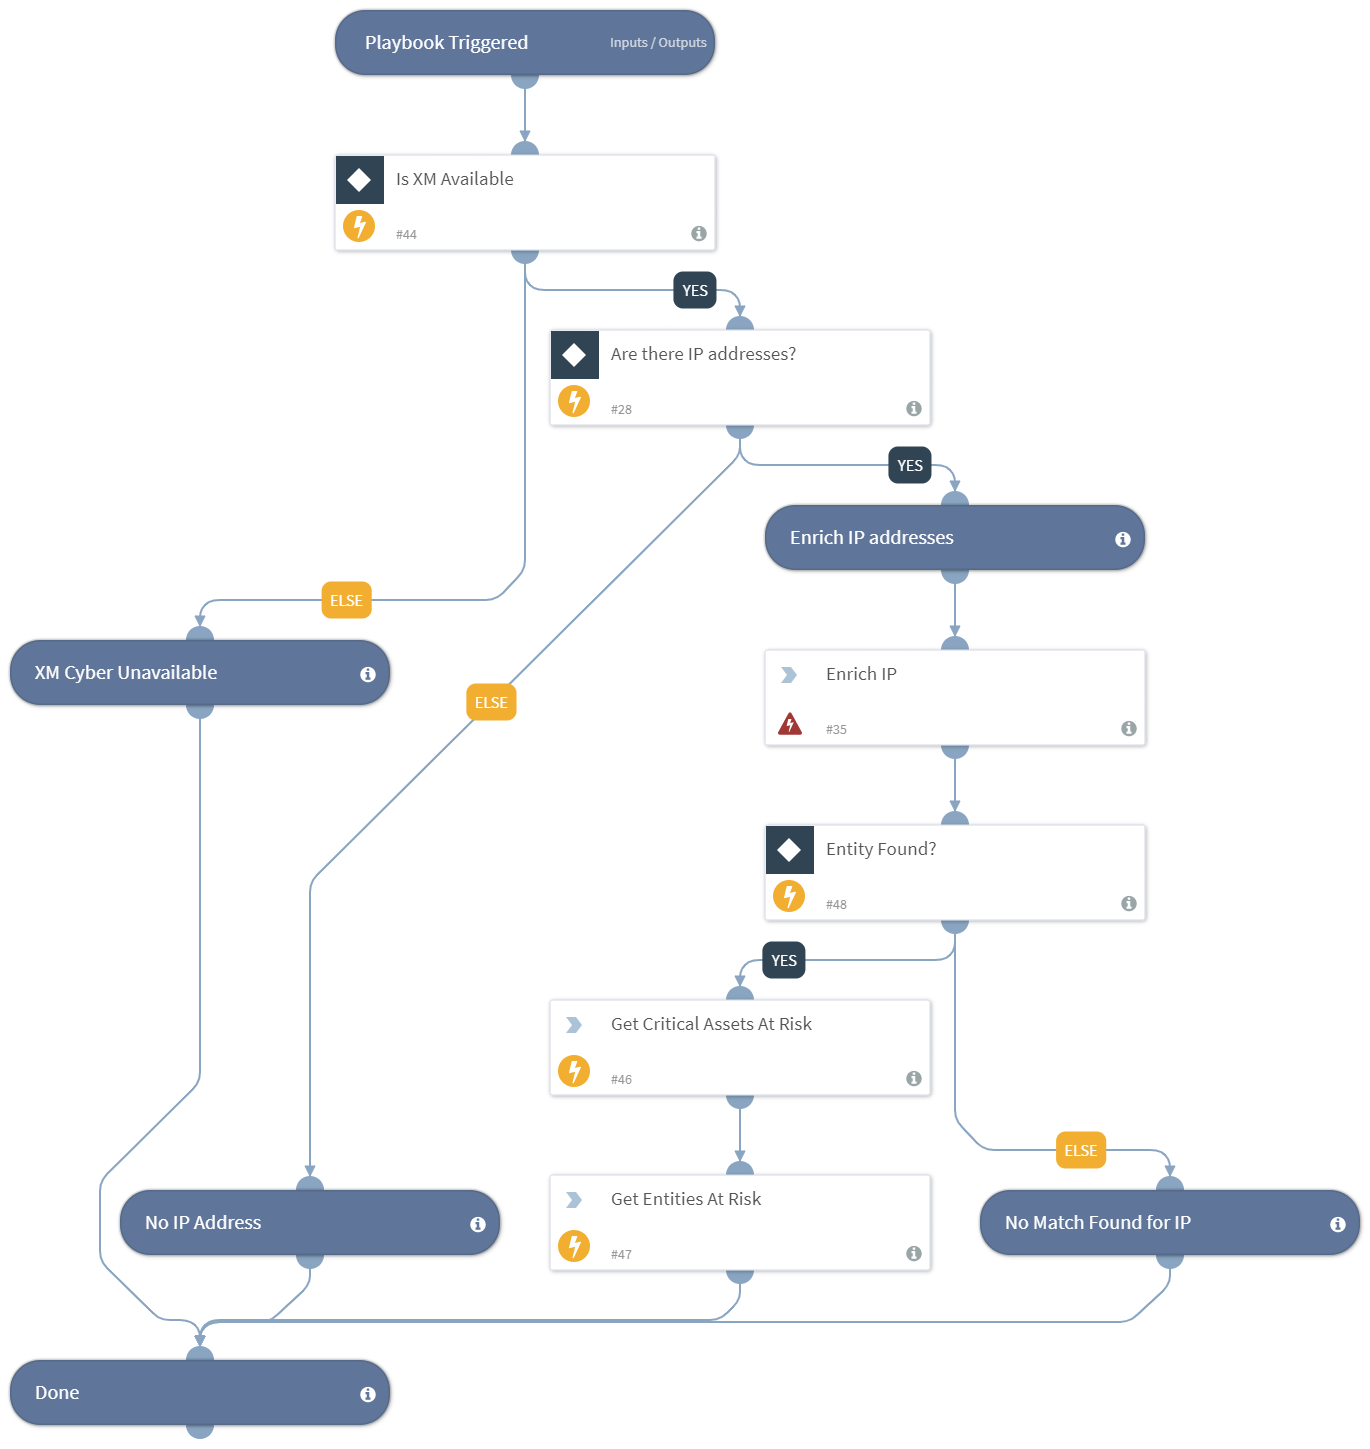 Playbook Triggered
Inputs / Outputs
Is XM Available
#44
YES
Are there IP addresses?
#28
YES
Enrich IP addresses
ELSE
XM Cyber Unavailable
Enrich IP
#35
ELSE
Entity Found?
#48
YES
Get Critical Assets At Risk
#46
ELSE
No IP Address
Get Entities At Risk
#47
No Match Found for IP
Done